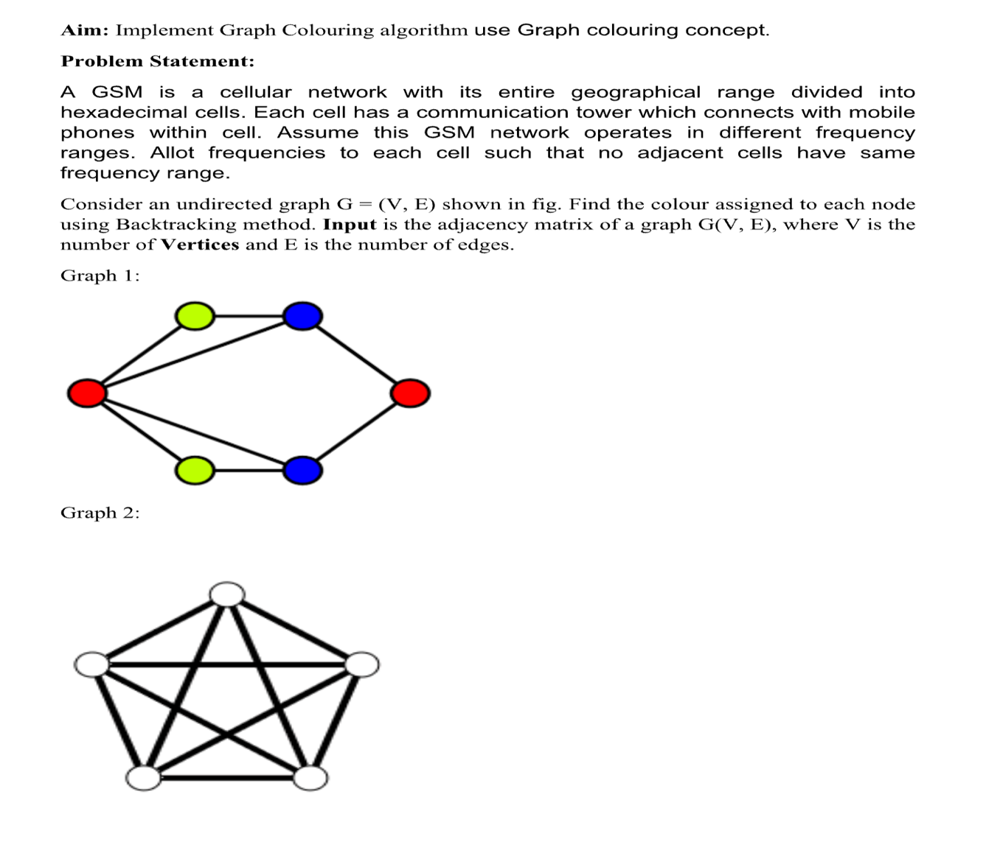 Aim: Implement Graph Colouring algorithm use Graph colouring concept.
Problem Statement:
A GSM is a cellular network with its entire geographical range divided into
hexadecimal cells. Each cell has a communication tower which connects with mobile
phones within cell. Assume this GSM network operates in different frequency
ranges. Allot frequencies to each cell such that no adjacent cells have same
frequency range.
Consider an undirected graph G = (V, E) shown in fig. Find the colour assigned to each node
using Backtracking method. Input is the adjacency matrix of a graph G(V, E), where V is the
number of Vertices and E is the number of edges.
Graph 1:
Graph 2: